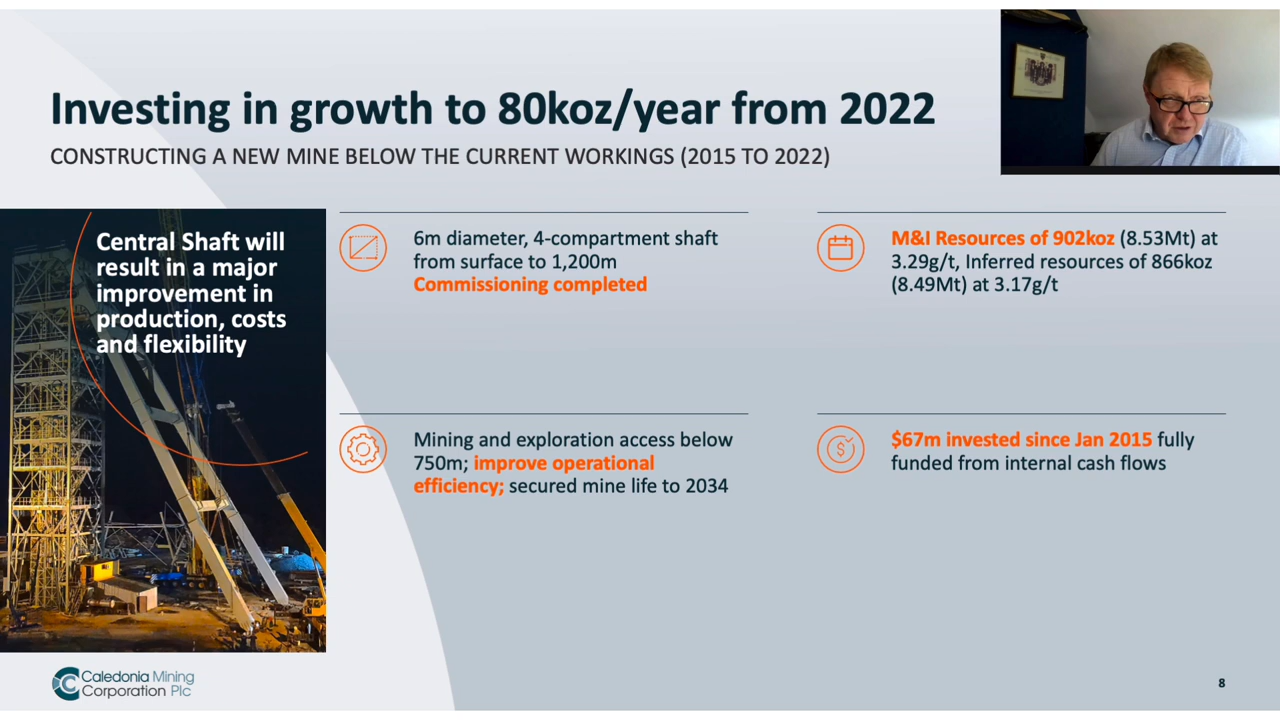 Investing in growth to 80koz/year from 2022
CONSTRUCTING A NEW MINE BELOW THE CURRENT WORKINGS (2015 TO 2022)
Central Shaft will
result in a major
improvement in
production, costs
and flexibility
6m diameter, 4-compartment shaft
from surface to 1,200m
Commissioning completed
M&I Resources of 902koz (8.53Mt) at
3.29g/t, Inferred resources of 866koz
(8.49Mt) at 3.17g/t
Mining and exploration access below
750m; improve operational
efficiency; secured mine life to 2034
$67m invested since Jan 2015 fully
funded from internal cash flows
$
Caledonia Mining
Corporation Plc
8